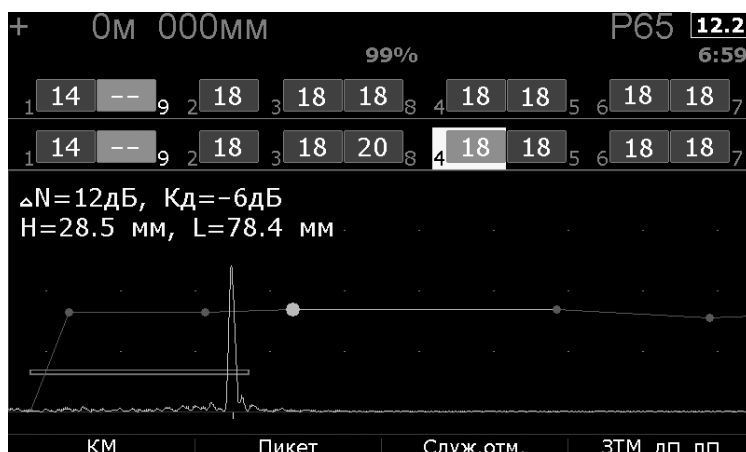 + 0м 000мм P65 12.2
99% 6:59
1 14 -- 9 2 18 3 18 18 8 4 18 18 5 6 18 18 7
1 14 -- 9 2 18 3 18 20 8 4 18 18 5 6 18 18 7
△N=12дБ, Кд=-6дБ
H=28.5 мм, L=78.4 мм
КМ Пикет Служ.отм. ЗТМ лп пп